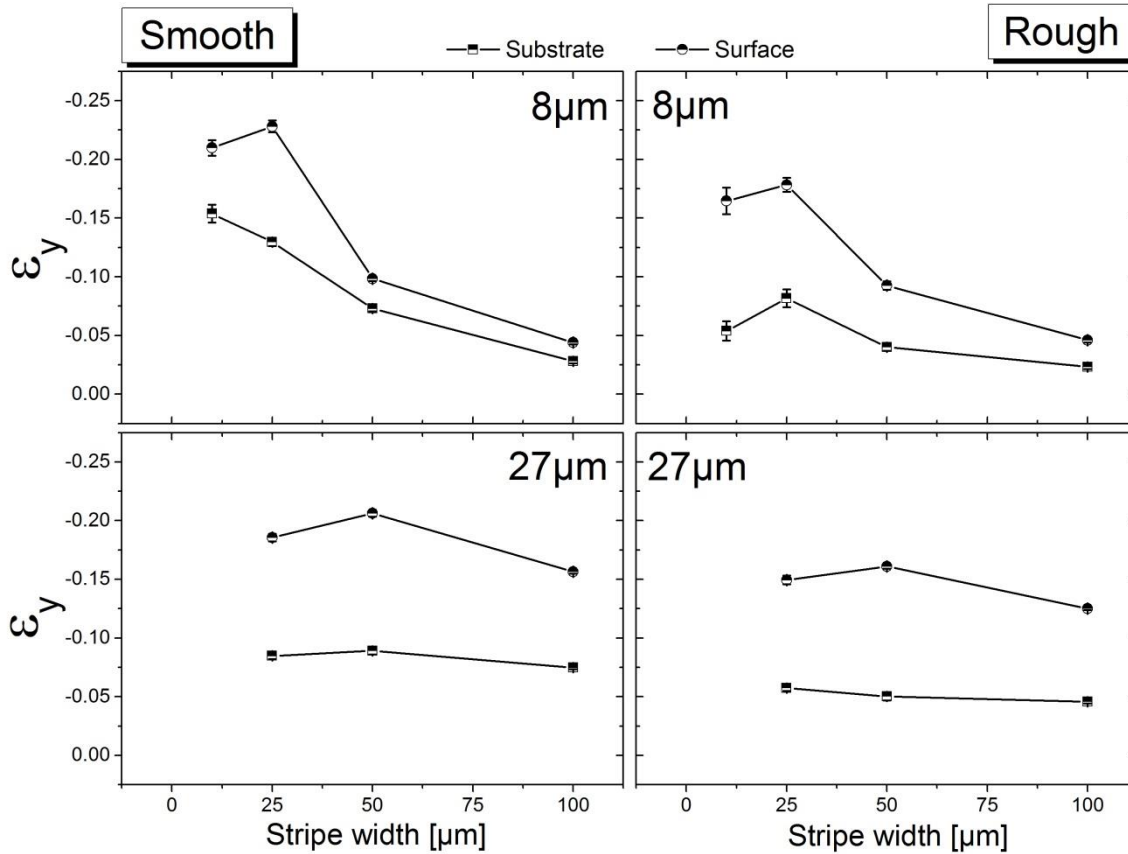 Smooth
Substrate
Surface
Rough
-0.25
-0.20
-0.15
-0.10
-0.05
0.00
εy
8µm
8µm
-0.25
-0.20
-0.15
-0.10
-0.05
0.00
εy
27µm
27µm
0 25 50 75 100
0 25 50 75 100
Stripe width [µm]
Stripe width [µm]